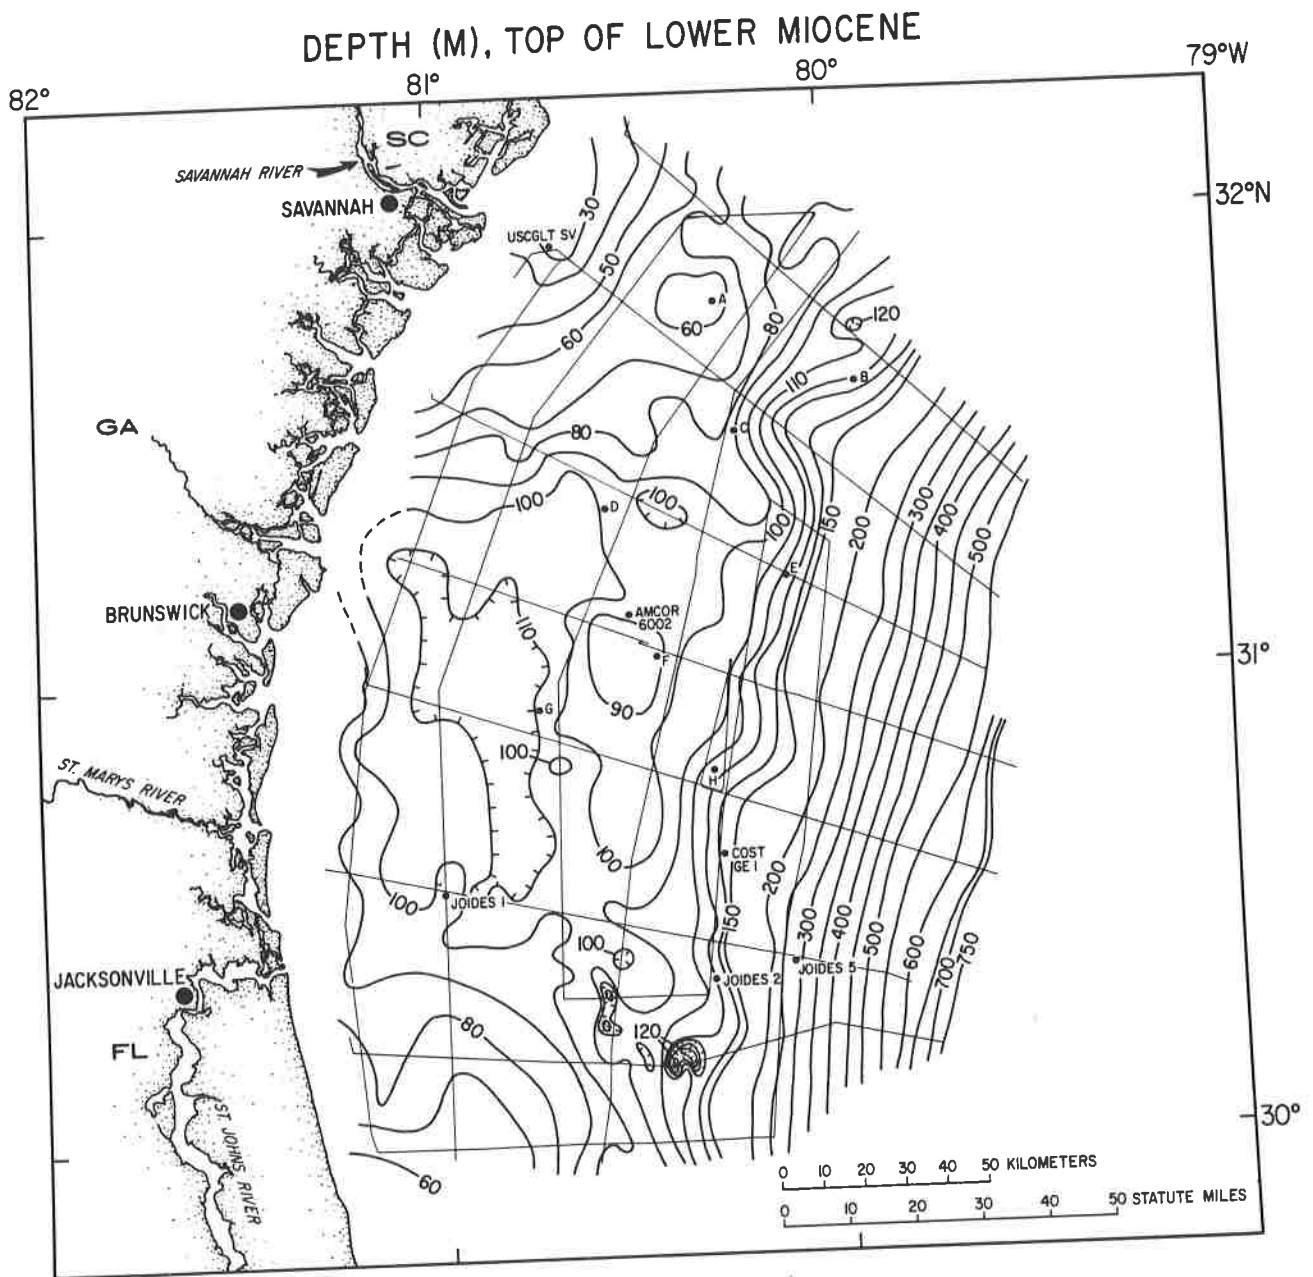 DEPTH (M), TOP OF LOWER MIOCENE
82°
81°
80°
79°W
SC
SAVANNAH RIVER
SAVANNAH
32°N
30
USCGLT SV
50
A
60
60
80
120
110
B
GA
80
C
100
D
100
100
150
200
300
400
500
E
BRUNSWICK
110
AMCOR
6002
F
31°
90
G
100
H
ST. MARYS RIVER
100
COST
GE 1
200
100
JOIDES 1
150
300
400
500
600
700
750
100
JOIDES 2
JOIDES 5
JACKSONVILLE
80
120
FL
ST. JOHNS RIVER
30°
60
0 10 20 30 40 50 KILOMETERS
0 10 20 30 40 50 STATUTE MILES